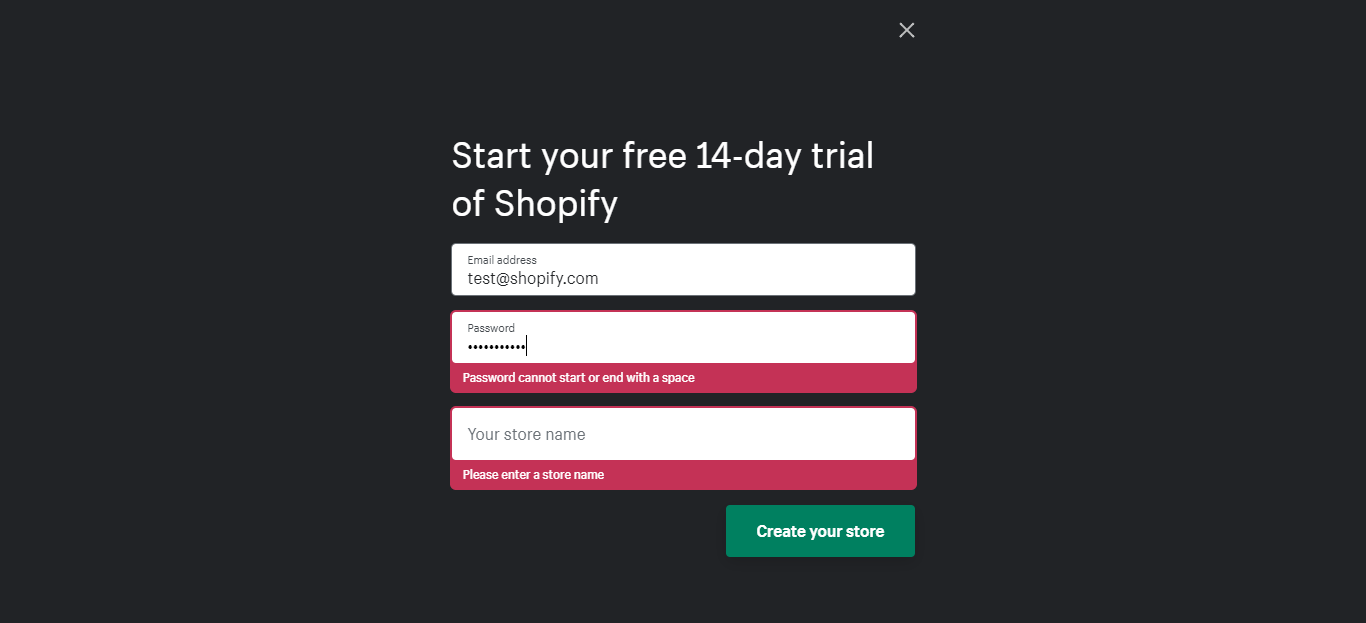 Start your free 14-day trial
of Shopify
Email address
test@shopify.com
Password
•••••••••••
Password cannot start or end with a space
Your store name
Please enter a store name
Create your store